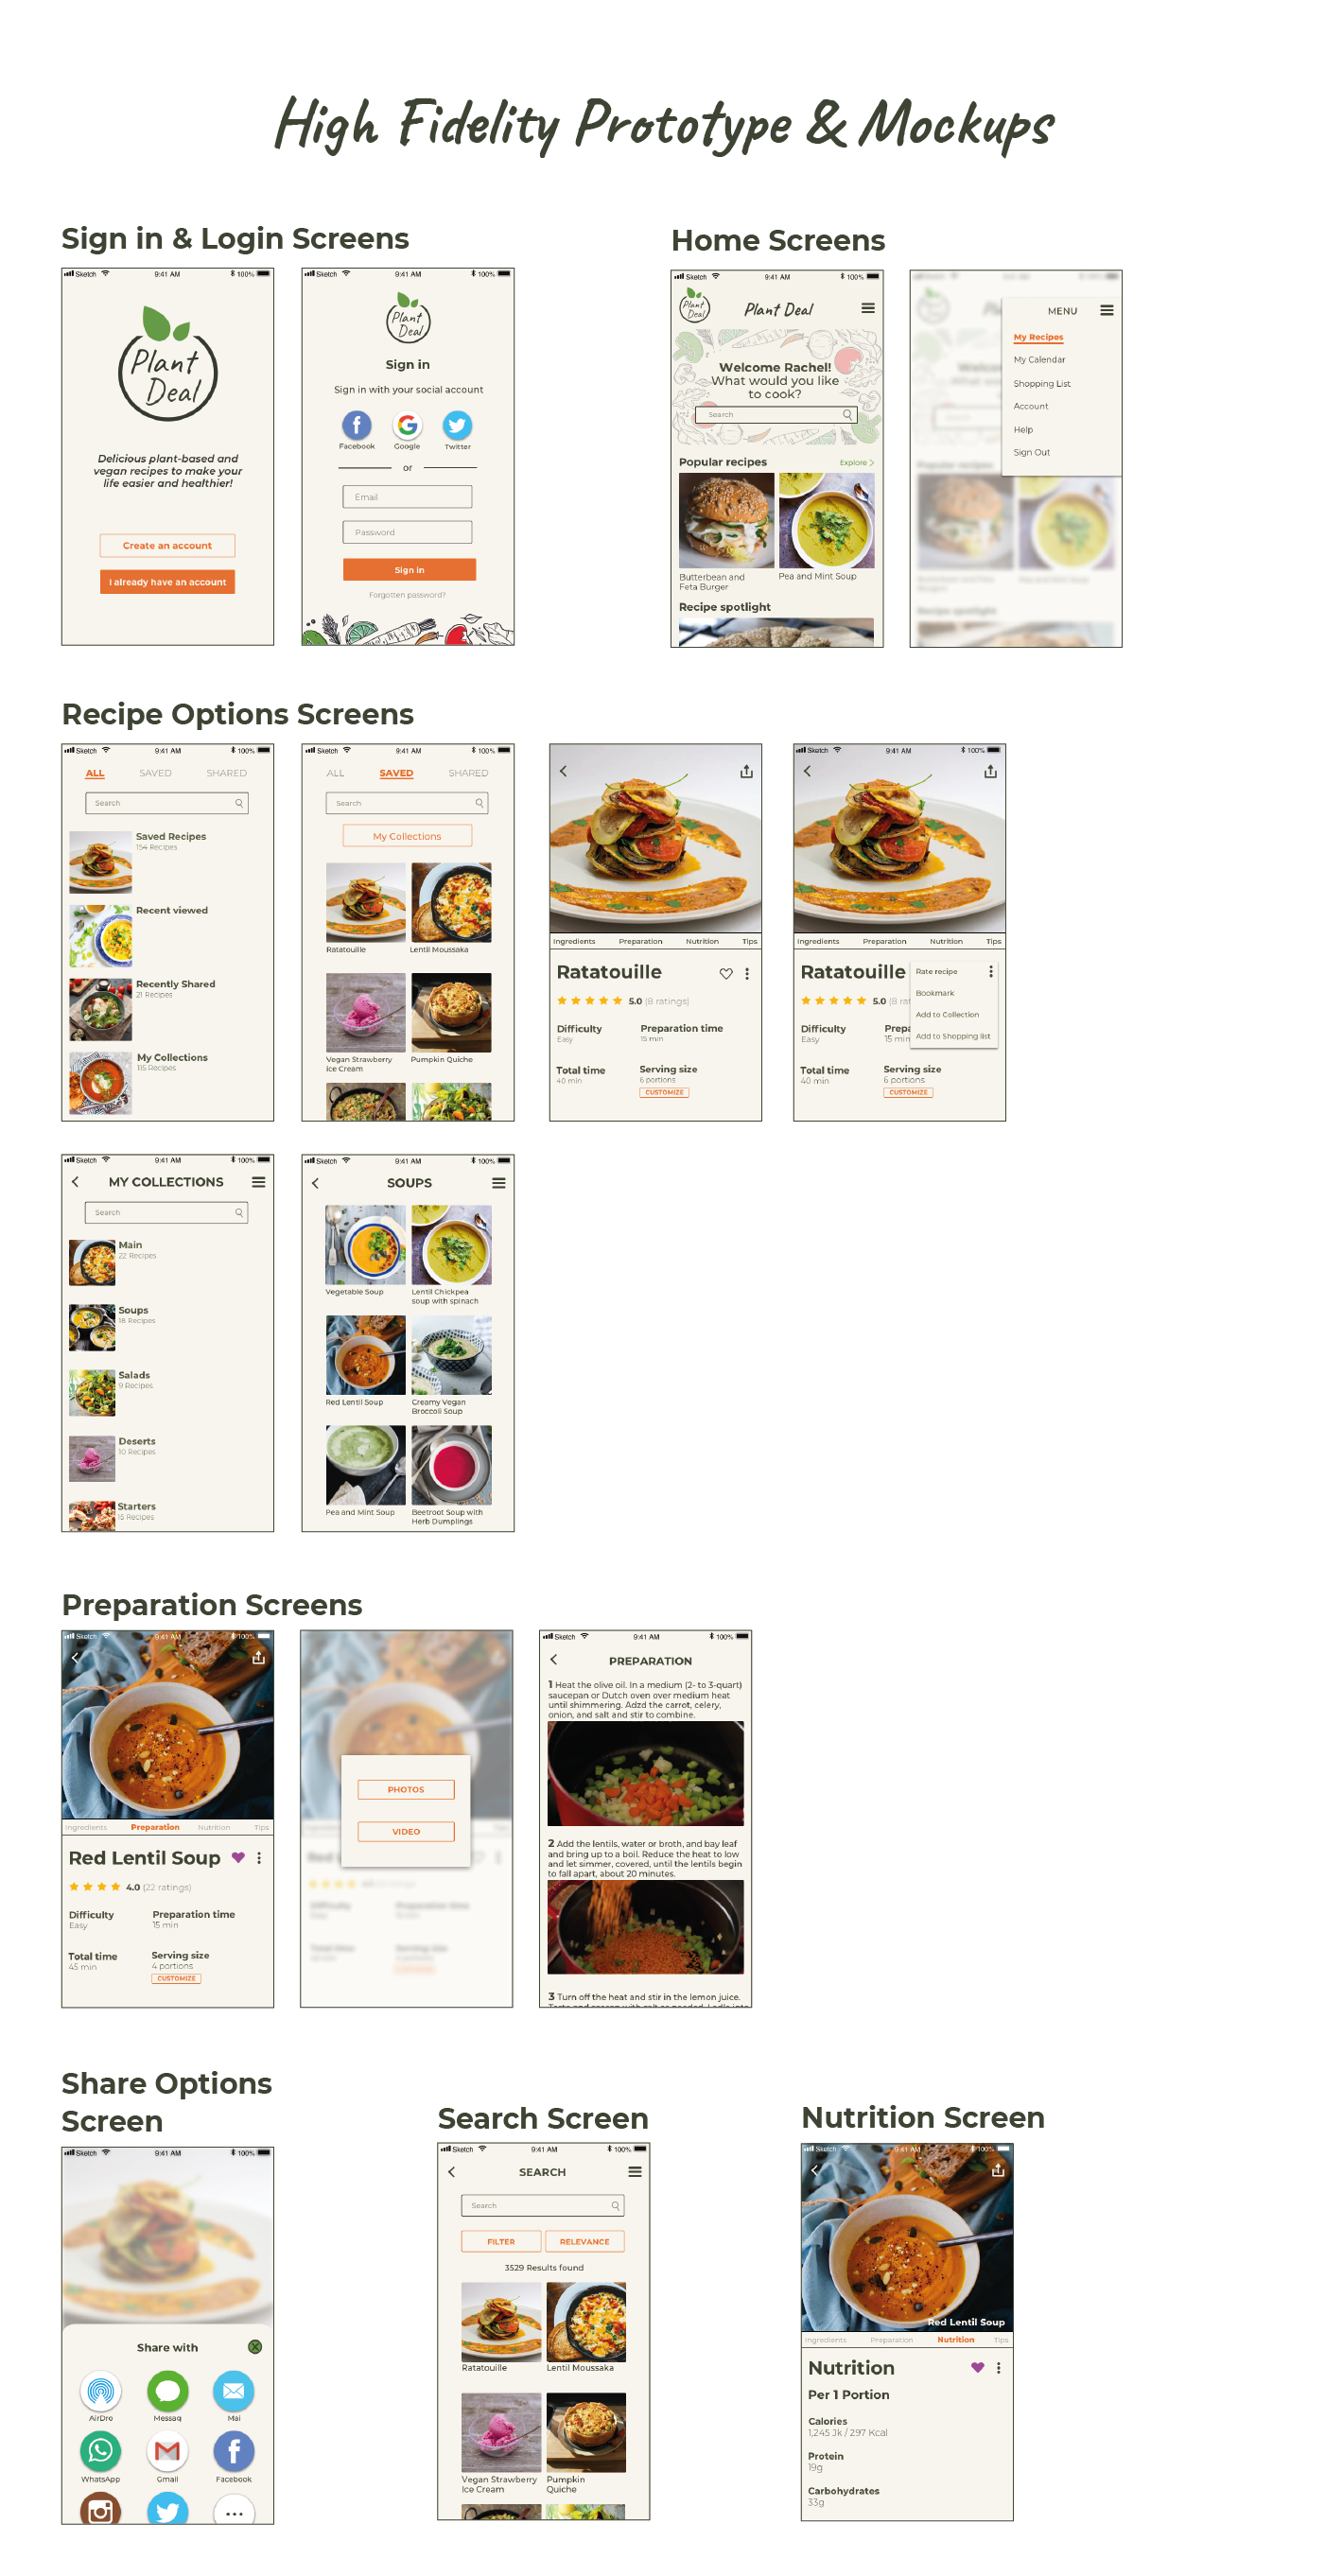 High Fidelity Prototype & Mockups
Sign in & Login Screens
Sketch 9:41 AM 100%
Plant
Deal
Delicious plant-based and
vegan recipes to make your
life easier and healthier!
Create an account
I already have an account
Sketch 9:41 AM 100%
Plant
Deal
Sign in
Sign in with your social account
Facebook Google Twitter
or
Email
Password
Sign in
Forgotten password?
Home Screens
Sketch 9:41 AM 100%
Plant
Deal
Plant Deal
Welcome Rachel!
What would you like
to cook?
Search
Popular recipes Explore >
Butterbean and
Feta Burger
Pea and Mint Soup
Recipe spotlight
MENU
My Recipes
My Calendar
Shopping List
Account
Help
Sign Out
Popular recipes
Recipe spotlight
Recipe Options Screens
Sketch 9:41 AM 100%
ALL SAVED SHARED
Search
Saved Recipes
154 Recipes
Recent viewed
Recently Shared
21 Recipes
My Collections
115 Recipes
Sketch 9:41 AM 100%
ALL SAVED SHARED
Search
My Collections
Ratatouille
Lentil Moussaka
Vegan Strawberry
Ice Cream
Pumpkin Quiche
Ingredients Preparation Nutrition Tips
Ratatouille
5.0 (8 ratings)
Difficulty
Easy
Preparation time
15 min
Total time
40 min
Serving size
6 portions
CUSTOMIZE
Sketch 9:41 AM 100%
Ingredients Preparation Nutrition Tips
Ratatouille
Rate recipe
Bookmark
Add to Collection
Add to Shopping list
5.0 (8 rat
Difficulty
Easy
Prepa
15 min
Total time
40 min
Serving size
6 portions
CUSTOMIZE
Sketch 9:41 AM 100%
MY COLLECTIONS
Search
Main
22 Recipes
Soups
18 Recipes
Salads
9 Recipes
Deserts
10 Recipes
Starters
15 Recipes
Sketch 9:41 AM 100%
SOUPS
Vegetable Soup
Lentil Chickpea
soup with spinach
Red Lentil Soup
Creamy Vegan
Broccoli Soup
Pea and Mint Soup
Beetroot Soup with
Herb Dumplings
Preparation Screens
Sketch 9:41 AM 100%
Ingredients Preparation Nutrition Tips
Red Lentil Soup
4.0 (22 ratings)
Difficulty
Easy
Preparation time
15 min
Total time
45 min
Serving size
4 portions
CUSTOMIZE
PHOTOS
VIDEO
Difficulty
Preparation time
Total time
Serving size
Sketch 9:41 AM 100%
PREPARATION
1 Heat the olive oil. In a medium (2- to 3-quart)
saucepan or Dutch oven over medium heat
until shimmering. Adzd the carrot, celery,
onion, and salt and stir to combine.
2 Add the lentils, water or broth, and bay leaf
and bring up to a boil. Reduce the heat to low
and let simmer, covered, until the lentils begin
to fall apart, about 20 minutes.
3 Turn off the heat and stir in the lemon juice.
Share Options
Screen
Sketch 9:41 AM 100%
Share with
AirDro Messag Mai
WhatsApp Gmail Facebook
Search Screen
Sketch 9:41 AM 100%
SEARCH
Search
FILTER RELEVANCE
3529 Results found
Ratatouille
Lentil Moussaka
Vegan Strawberry
Ice Cream
Pumpkin
Quiche
Nutrition Screen
Sketch 9:41 AM 100%
Red Lentil Soup
Ingredients Preparation Nutrition Tips
Nutrition
Per 1 Portion
Calories
1,245 Jk / 297 Kcal
Protein
19g
Carbohydrates
33g